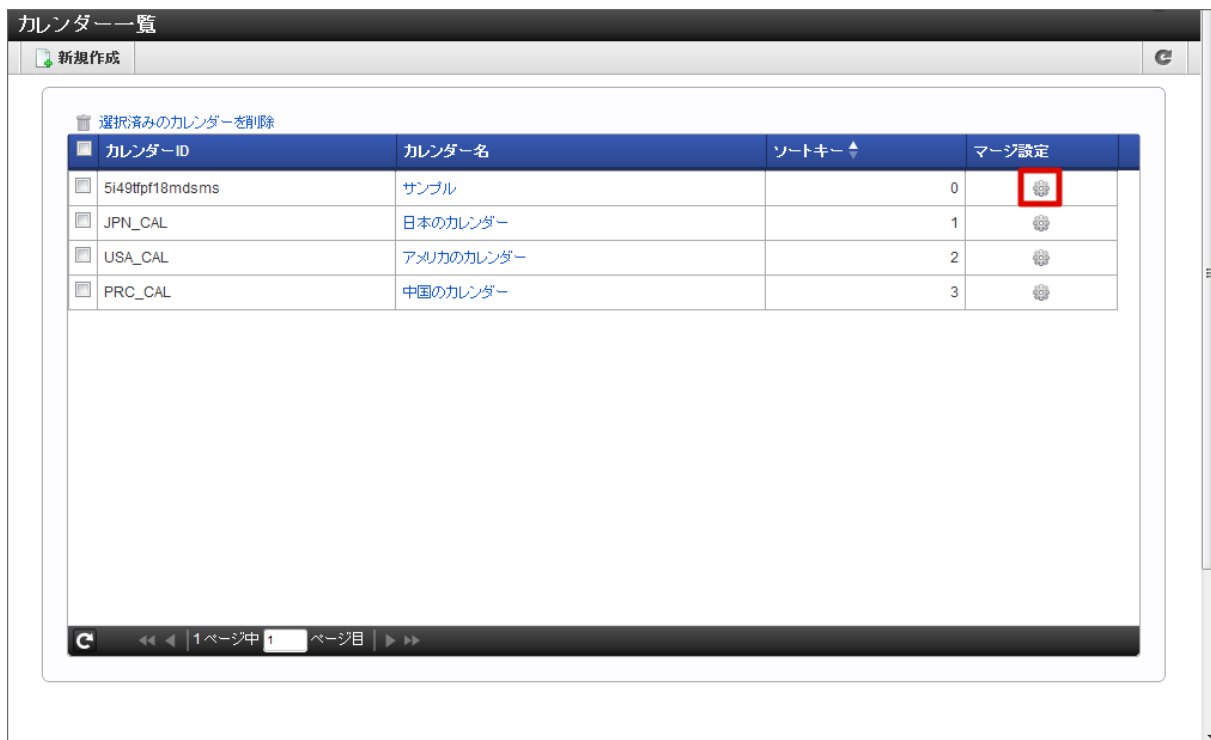 カレンダー一覧
新規作成
選択済みのカレンダーを削除
カレンダーID カレンダー名 ソートキー マージ設定
5i49tfpf18mdsms サンプル 0
JPN_CAL 日本のカレンダー 1
USA_CAL アメリカのカレンダー 2
PRC_CAL 中国のカレンダー 3
1ページ中 1 ページ目